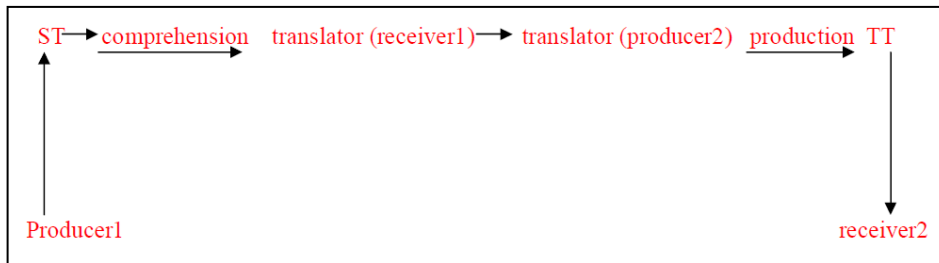 ST comprehension translator (receiver1) translator (producer2) production TT
Producer1 receiver2